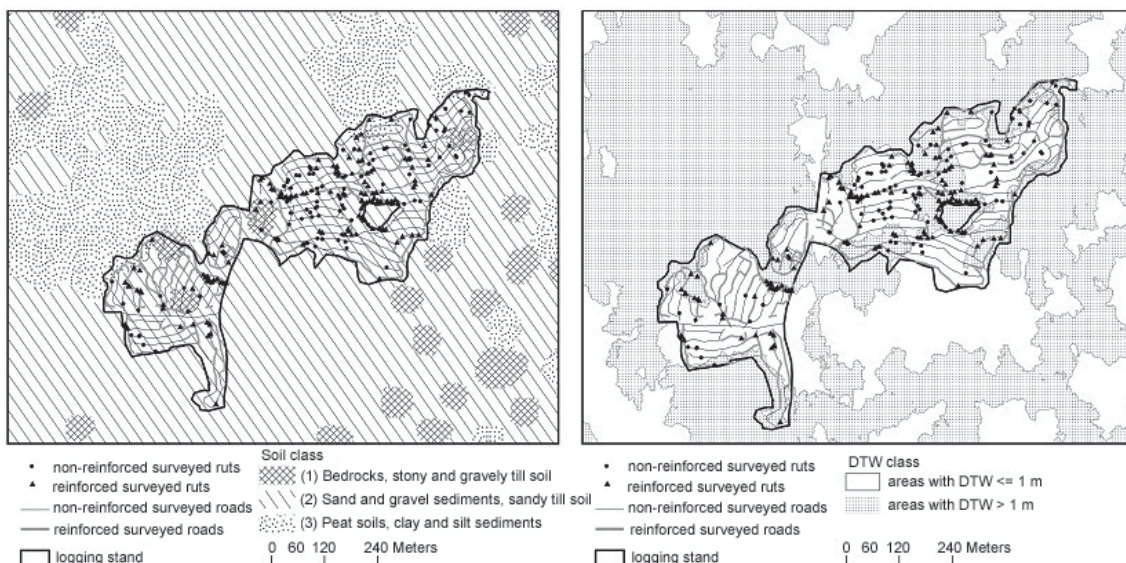 non-reinforced surveyed ruts
reinforced surveyed ruts
non-reinforced surveyed roads
reinforced surveyed roads
logging stand
Soil class
(1) Bedrocks, stony and gravely till soil
(2) Sand and gravel sediments, sandy till soil
(3) Peat soils, clay and silt sediments
0 60 120 240 Meters
non-reinforced surveyed ruts
reinforced surveyed ruts
non-reinforced surveyed roads
reinforced surveyed roads
logging stand
DTW class
areas with DTW <= 1 m
areas with DTW > 1 m
0 60 120 240 Meters